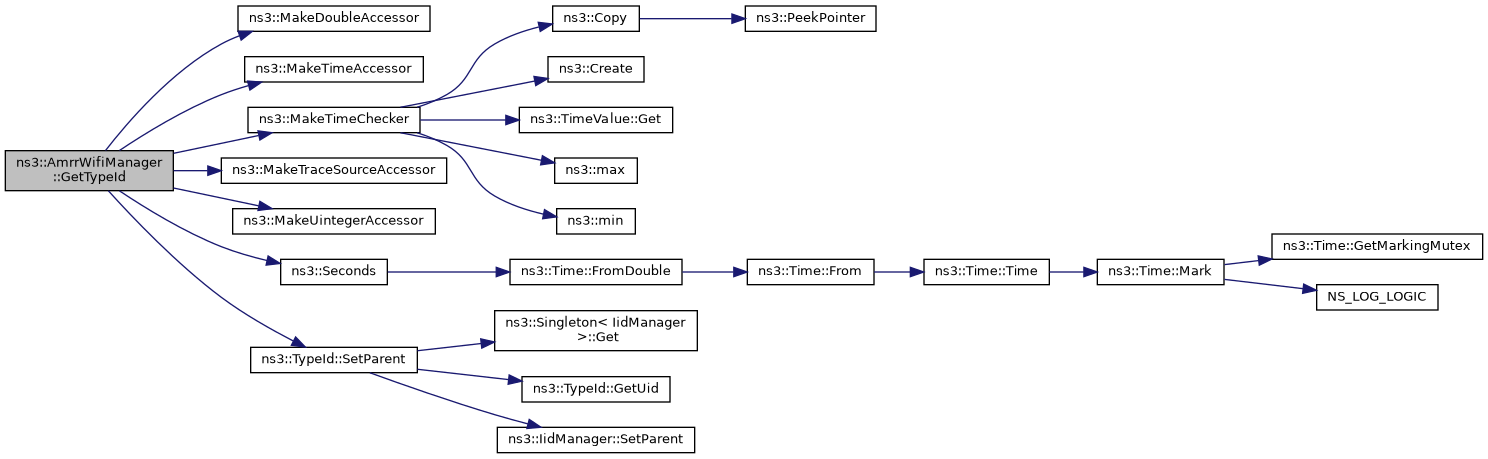 ns3::AmrrWifiManager
::GetTypeId
ns3::MakeDoubleAccessor
ns3::MakeTimeAccessor
ns3::MakeTimeChecker
ns3::MakeTraceSourceAccessor
ns3::MakeUintegerAccessor
ns3::Seconds
ns3::TypeId::SetParent
ns3::Copy
ns3::Create
ns3::TimeValue::Get
ns3::max
ns3::min
ns3::Time::FromDouble
ns3::Singleton< IidManager
>::Get
ns3::TypeId::GetUid
ns3::IidManager::SetParent
ns3::PeekPointer
ns3::Time::From
ns3::Time::Time
ns3::Time::Mark
ns3::Time::GetMarkingMutex
NS_LOG_LOGIC